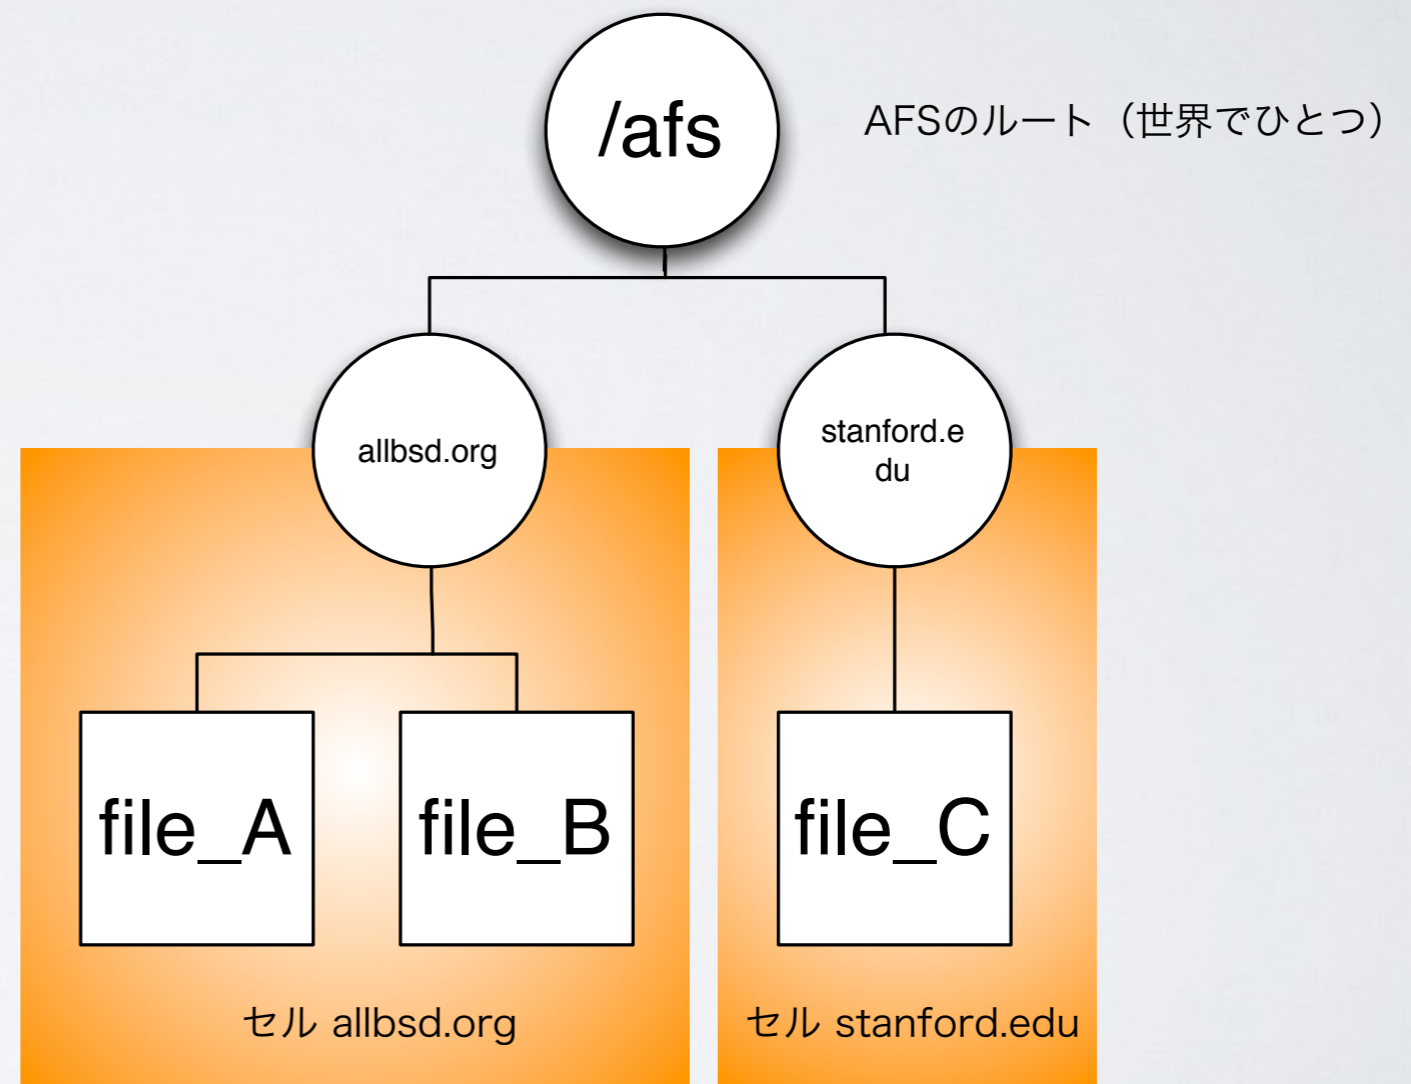 /afs
AFSのルート（世界でひとつ）
allbsd.org
stanford.e
du
file_A
file_B
file_C
セル allbsd.org
セル stanford.edu